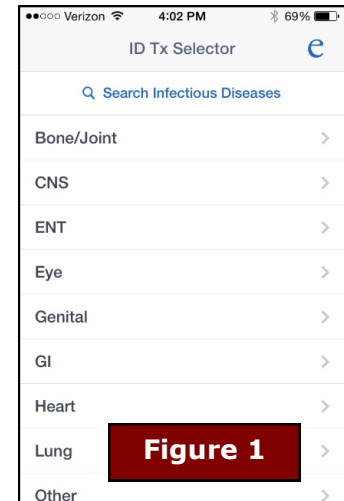 Verizon 4:02 PM 69%
ID Tx Selector e
Search Infectious Diseases
Bone/Joint
CNS
ENT
Eye
Genital
GI
Heart
Lung
Figure 1
Other